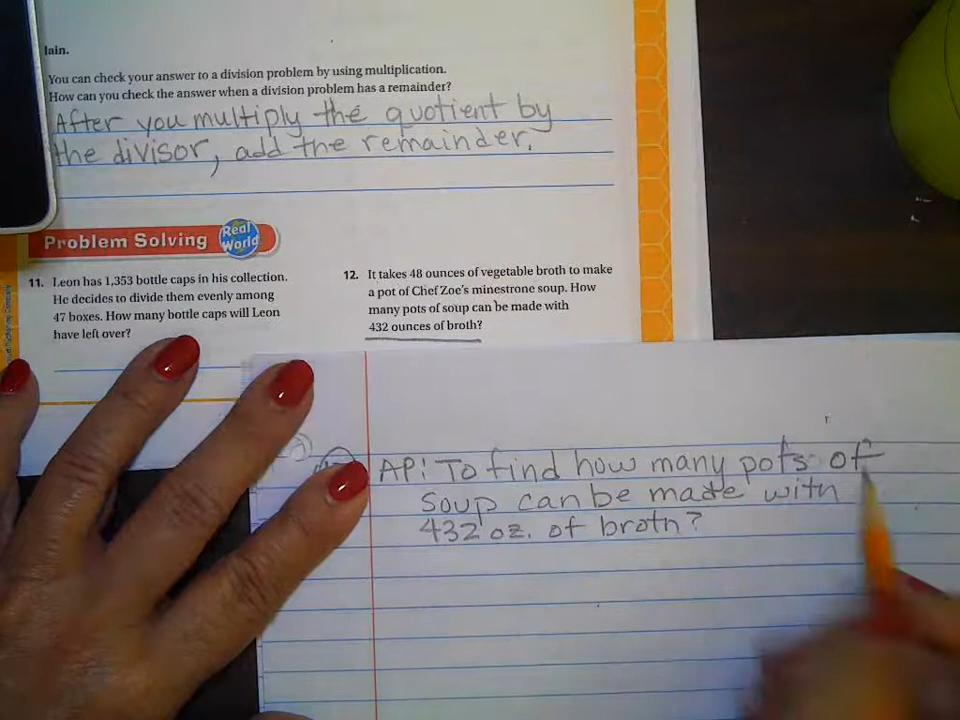 lain.
You can check your answer to a division problem by using multiplication.
How can you check the answer when a division problem has a remainder?
After you multiply the quotient by
the divisor, add the remainder.
Problem Solving Real World
11. Leon has 1,353 bottle caps in his collection.
He decides to divide them evenly among
47 boxes. How many bottle caps will Leon
have left over?
12. It takes 48 ounces of vegetable broth to make
a pot of Chef Zoe's minestrone soup. How
many pots of soup can be made with
432 ounces of broth?
AP: To find how many pots of
soup can be made with
432 oz. of broth?